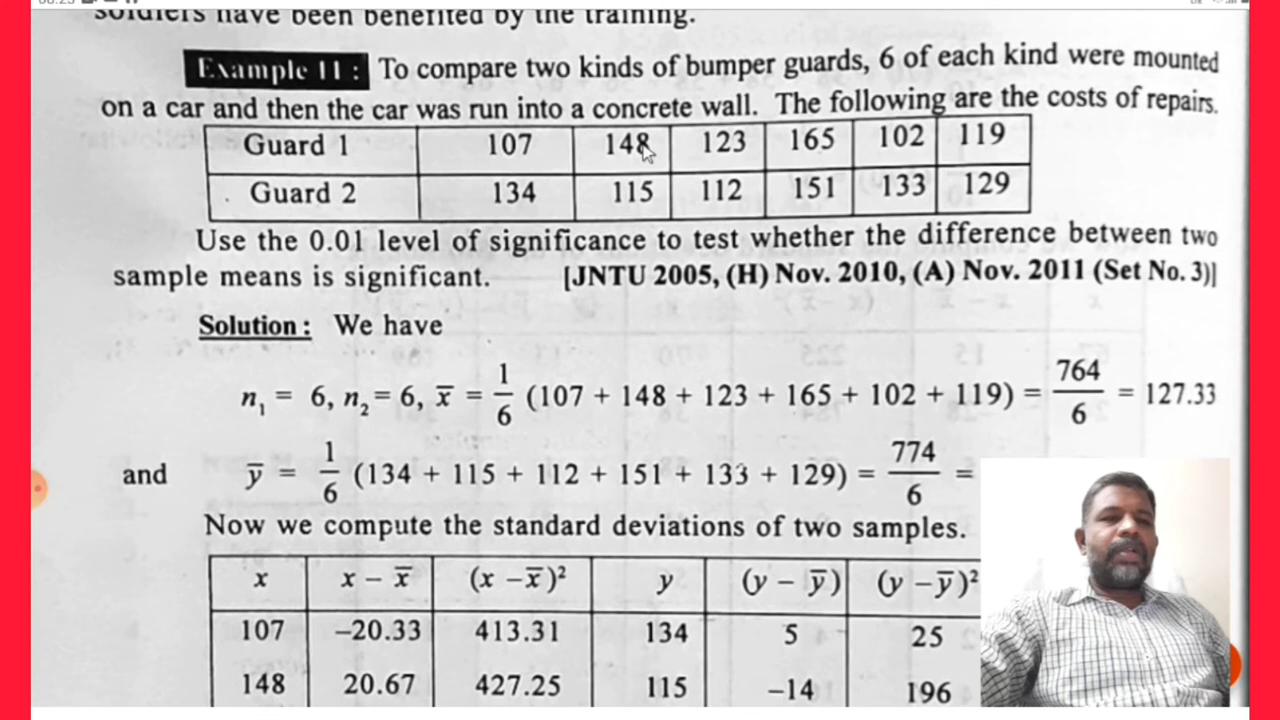 soldiers have been benefited by the training.
Example 11 : To compare two kinds of bumper guards, 6 of each kind were mounted
on a car and then the car was run into a concrete wall. The following are the costs of repairs.
Guard 1 107 148 123 165 102 119
Guard 2 134 115 112 151 133 129
Use the 0.01 level of significance to test whether the difference between two
sample means is significant. [JNTU 2005, (H) Nov. 2010, (A) Nov. 2011 (Set No. 3)]
Solution : We have
n₁ = 6, n₂ = 6, x̅ = 1/6 (107 + 148 + 123 + 165 + 102 + 119) = 764/6 = 127.33
and y̅ = 1/6 (134 + 115 + 112 + 151 + 133 + 129) = 774/6 =
Now we compute the standard deviations of two samples.
x x − x̅ (x − x̅)² y (y − y̅) (y − y̅)²
107 −20.33 413.31 134 5 25
148 20.67 427.25 115 −14 196